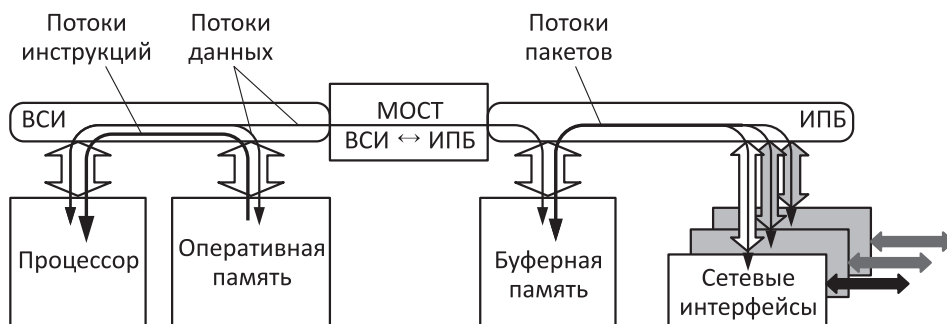 Потоки
инструкций
Потоки
данных
Потоки
пакетов
ВСИ
МОСТ
ВСИ ↔ ИПБ
ИПБ
Процессор
Оперативная
память
Буферная
память
Сетевые
интерфейсы